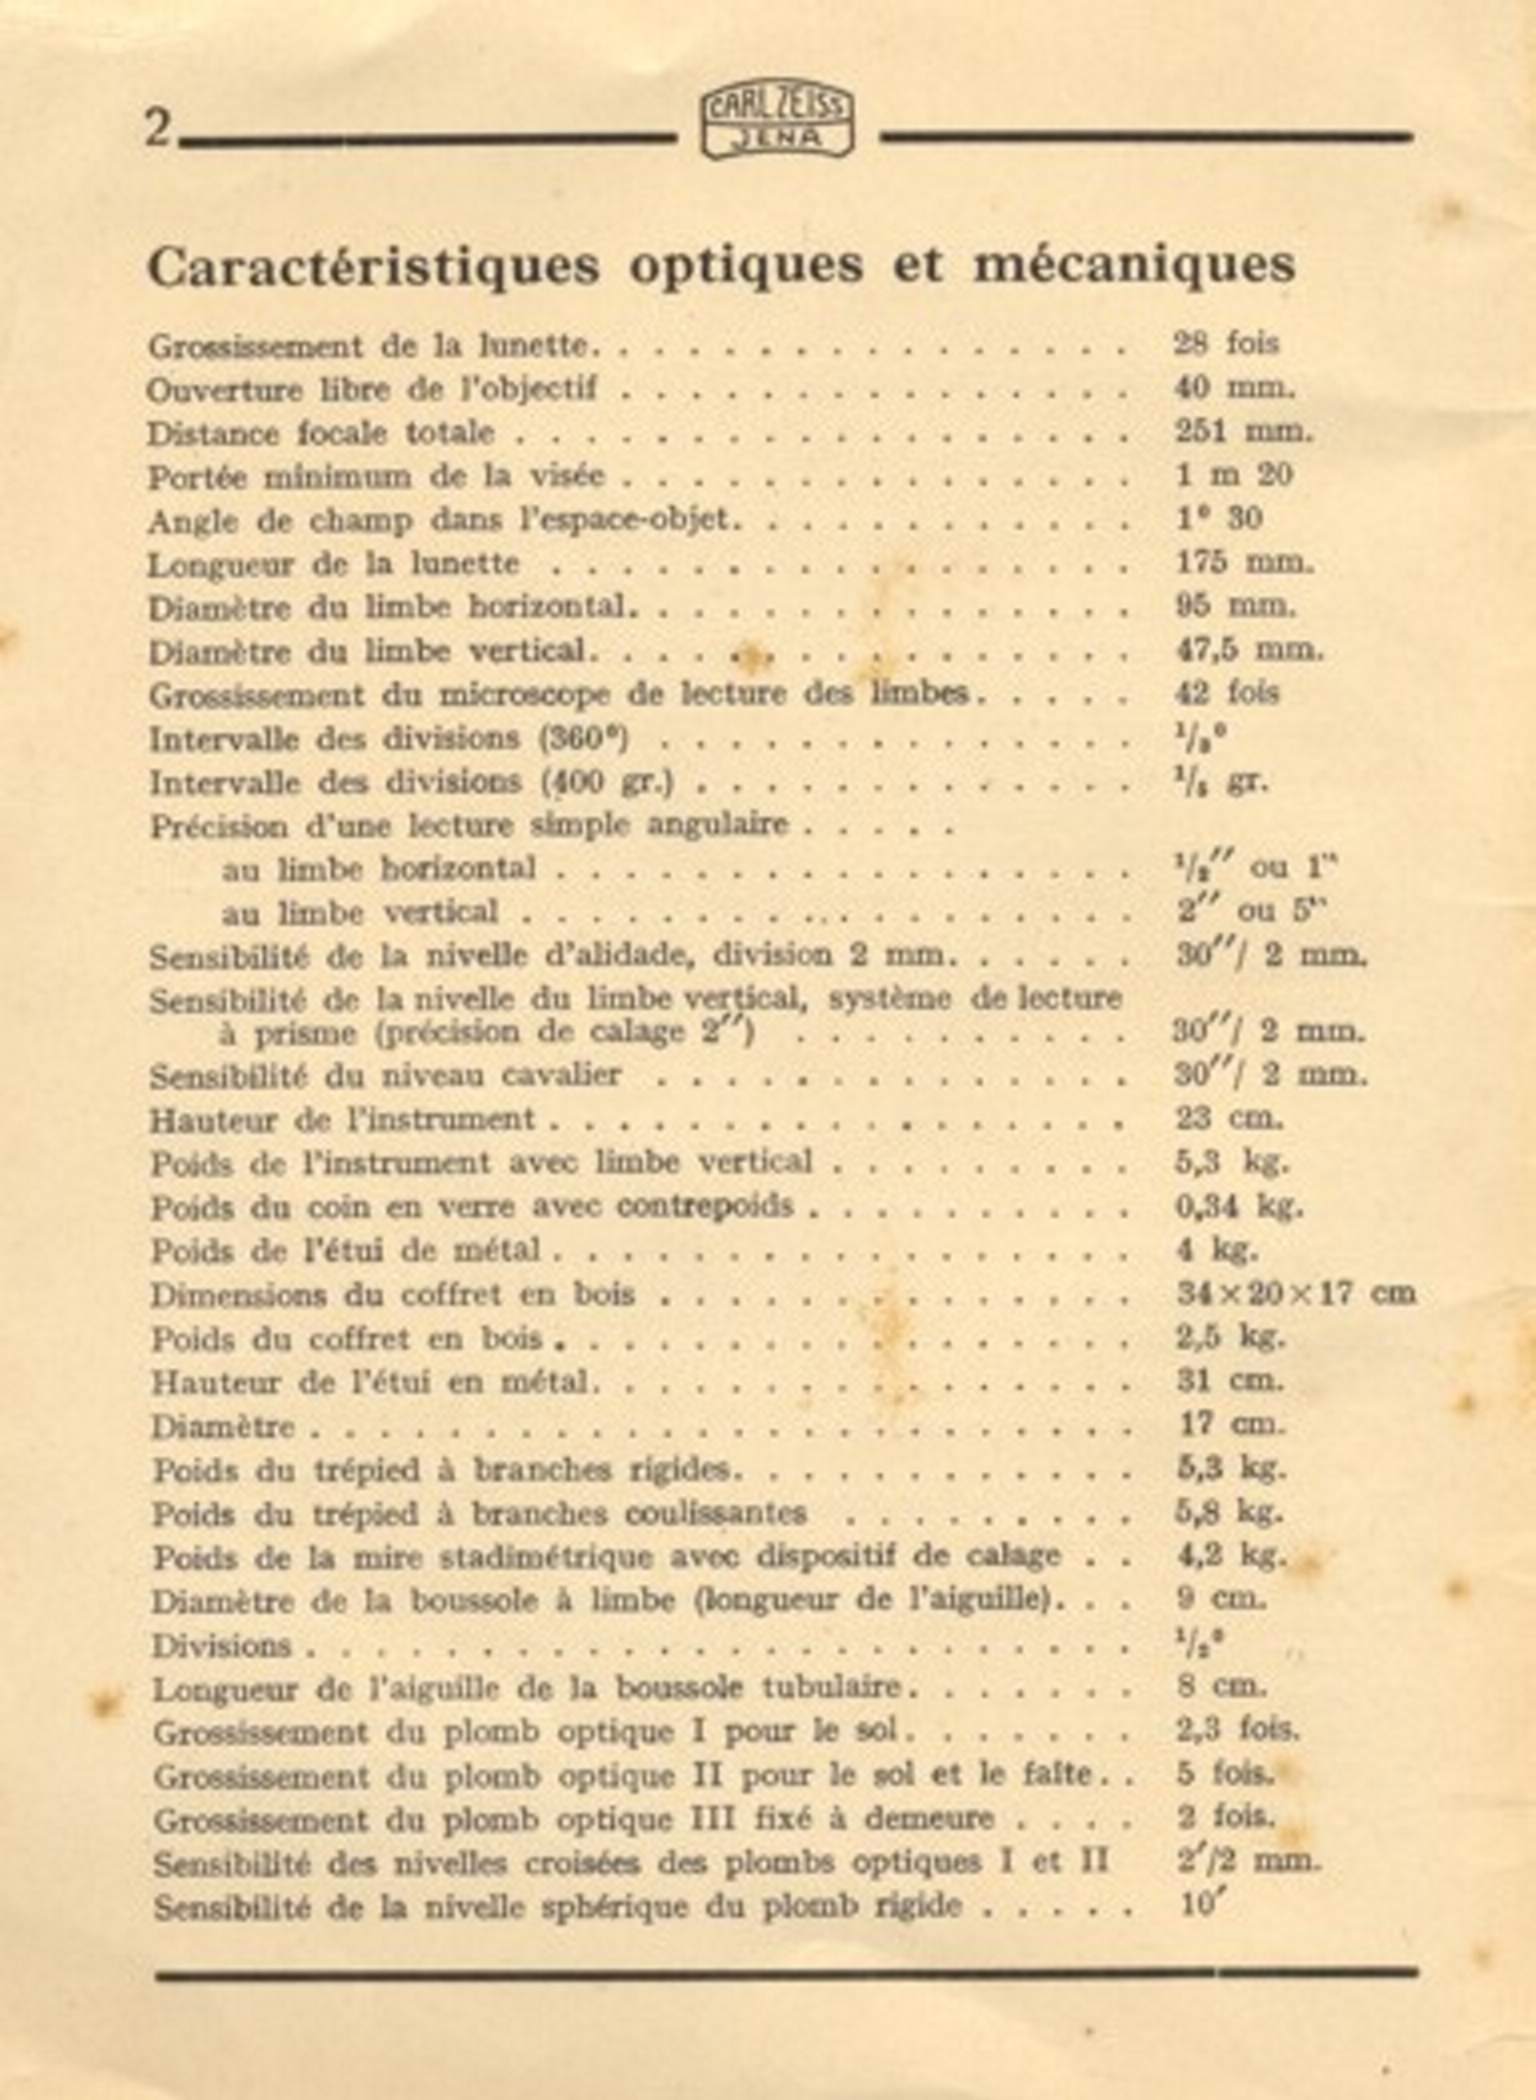 2
CARL ZEISS
JENA
Caractéristiques optiques et mécaniques
Grossissement de la lunette. . . . . . . . . . . . . . . . 28 fois
Ouverture libre de l'objectif . . . . . . . . . . . . . . . 40 mm.
Distance focale totale . . . . . . . . . . . . . . . . . . 251 mm.
Portée minimum de la visée . . . . . . . . . . . . . . . 1 m 20
Angle de champ dans l'espace-objet. . . . . . . . . . . . 1° 30
Longueur de la lunette . . . . . . . . . . . . . . . . . 175 mm.
Diamètre du limbe horizontal. . . . . . . . . . . . . . . 95 mm.
Diamètre du limbe vertical. . . . . . . . . . . . . . . . 47,5 mm.
Grossissement du microscope de lecture des limbes. . . . . 42 fois
Intervalle des divisions (360°) . . . . . . . . . . . . . . ¹/₃°
Intervalle des divisions (400 gr.) . . . . . . . . . . . . . ¹/₅ gr.
Précision d'une lecture simple angulaire . . . . .
au limbe horizontal . . . . . . . . . . . . . . . . . ¹/₂″ ou 1‶
au limbe vertical . . . . . . . . . . . . . . . . . . 2″ ou 5‶
Sensibilité de la nivelle d'alidade, division 2 mm. . . . . . 30″/ 2 mm.
Sensibilité de la nivelle du limbe vertical, système de lecture
à prisme (précision de calage 2″) . . . . . . . . . . 30″/ 2 mm.
Sensibilité du niveau cavalier . . . . . . . . . . . . . . 30″/ 2 mm.
Hauteur de l'instrument . . . . . . . . . . . . . . . . . 23 cm.
Poids de l'instrument avec limbe vertical . . . . . . . . . 5,3 kg.
Poids du coin en verre avec contrepoids . . . . . . . . . . 0,34 kg.
Poids de l'étui de métal . . . . . . . . . . . . . . . . . 4 kg.
Dimensions du coffret en bois . . . . . . . . . . . . . . 34×20×17 cm
Poids du coffret en bois . . . . . . . . . . . . . . . . . 2,5 kg.
Hauteur de l'étui en métal. . . . . . . . . . . . . . . . 31 cm.
Diamètre . . . . . . . . . . . . . . . . . . . . . . . . 17 cm.
Poids du trépied à branches rigides. . . . . . . . . . . . 5,3 kg.
Poids du trépied à branches coulissantes . . . . . . . . . 5,8 kg.
Poids de la mire stadimétrique avec dispositif de calage . . 4,2 kg.
Diamètre de la boussole à limbe (longueur de l'aiguille). . . 9 cm.
Divisions . . . . . . . . . . . . . . . . . . . . . . . . ¹/₂°
Longueur de l'aiguille de la boussole tubulaire. . . . . . . 8 cm.
Grossissement du plomb optique I pour le sol. . . . . . . 2,3 fois.
Grossissement du plomb optique II pour le sol et le faîte. . 5 fois.
Grossissement du plomb optique III fixé à demeure . . . . 2 fois.
Sensibilité des nivelles croisées des plombs optiques I et II 2′/2 mm.
Sensibilité de la nivelle sphérique du plomb rigide . . . . . 10′